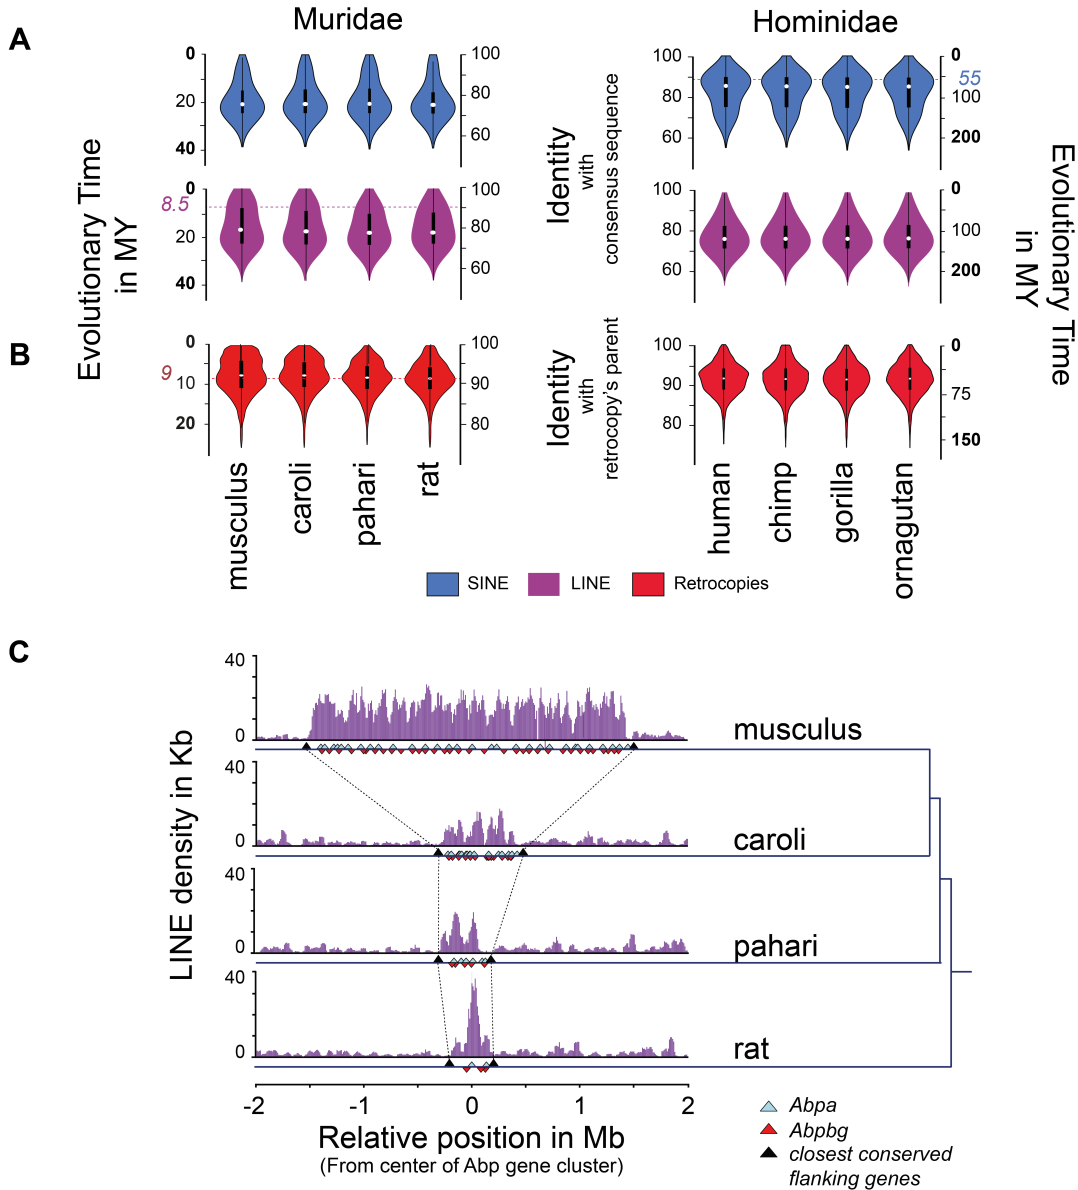 A
Muridae
Hominidae
0
20
40
100
80
60
100
80
60
0
55
100
200
Identity
with
consensus sequence
Evolutionary Time
in MY
Evolutionary Time
in MY
0
8.5
20
40
100
80
60
100
80
60
0
100
200
B
0
9
10
20
100
90
80
Identity
with
retrocopy's parent
100
90
80
0
75
150
musculus
caroli
pahari
rat
human
chimp
gorilla
ornagutan
SINE
LINE
Retrocopies
C
LINE density in Kb
40
20
0
musculus
40
20
0
caroli
40
20
0
pahari
40
20
0
rat
-2
-1
0
1
2
Relative position in Mb
(From center of Abp gene cluster)
Abpa
Abpbg
closest conserved
flanking genes